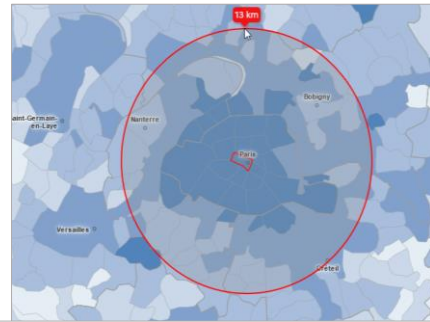 13 km
Bobigny
Saint-Germain-
en-Laye
Nanterre
Paris
Versailles
Créteil